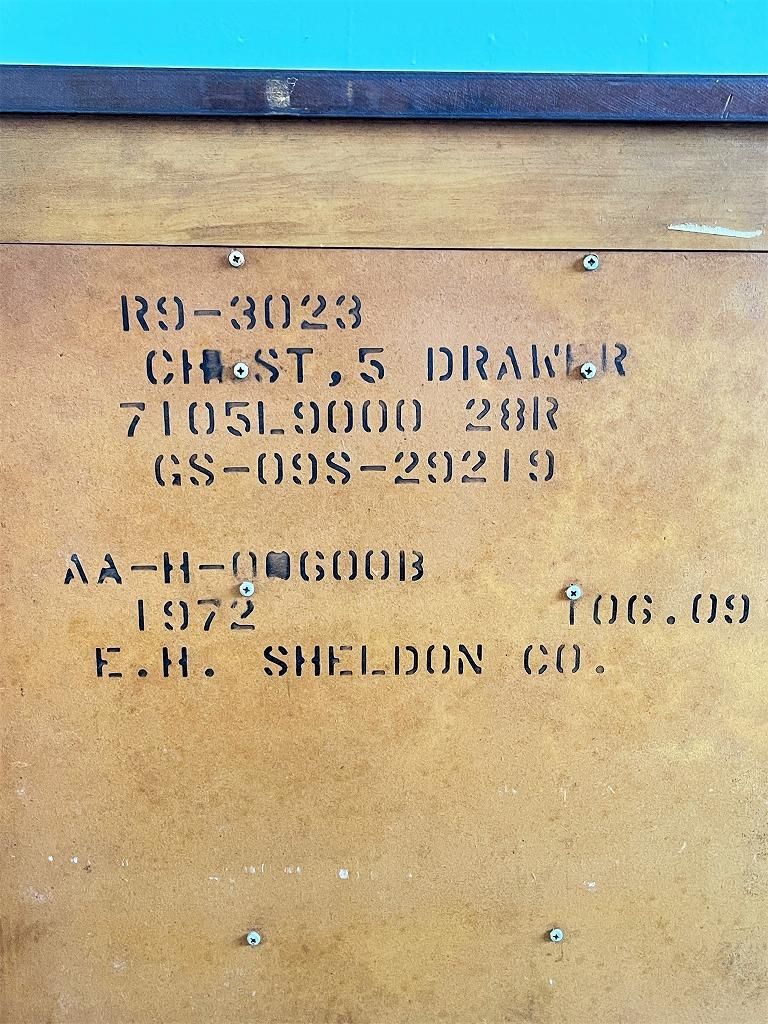 R9-3023
CHEST, 5 DRAWER
7105L9000 28R
GS-09S-29219
1972 106.09
E.H. SHELDON CO.